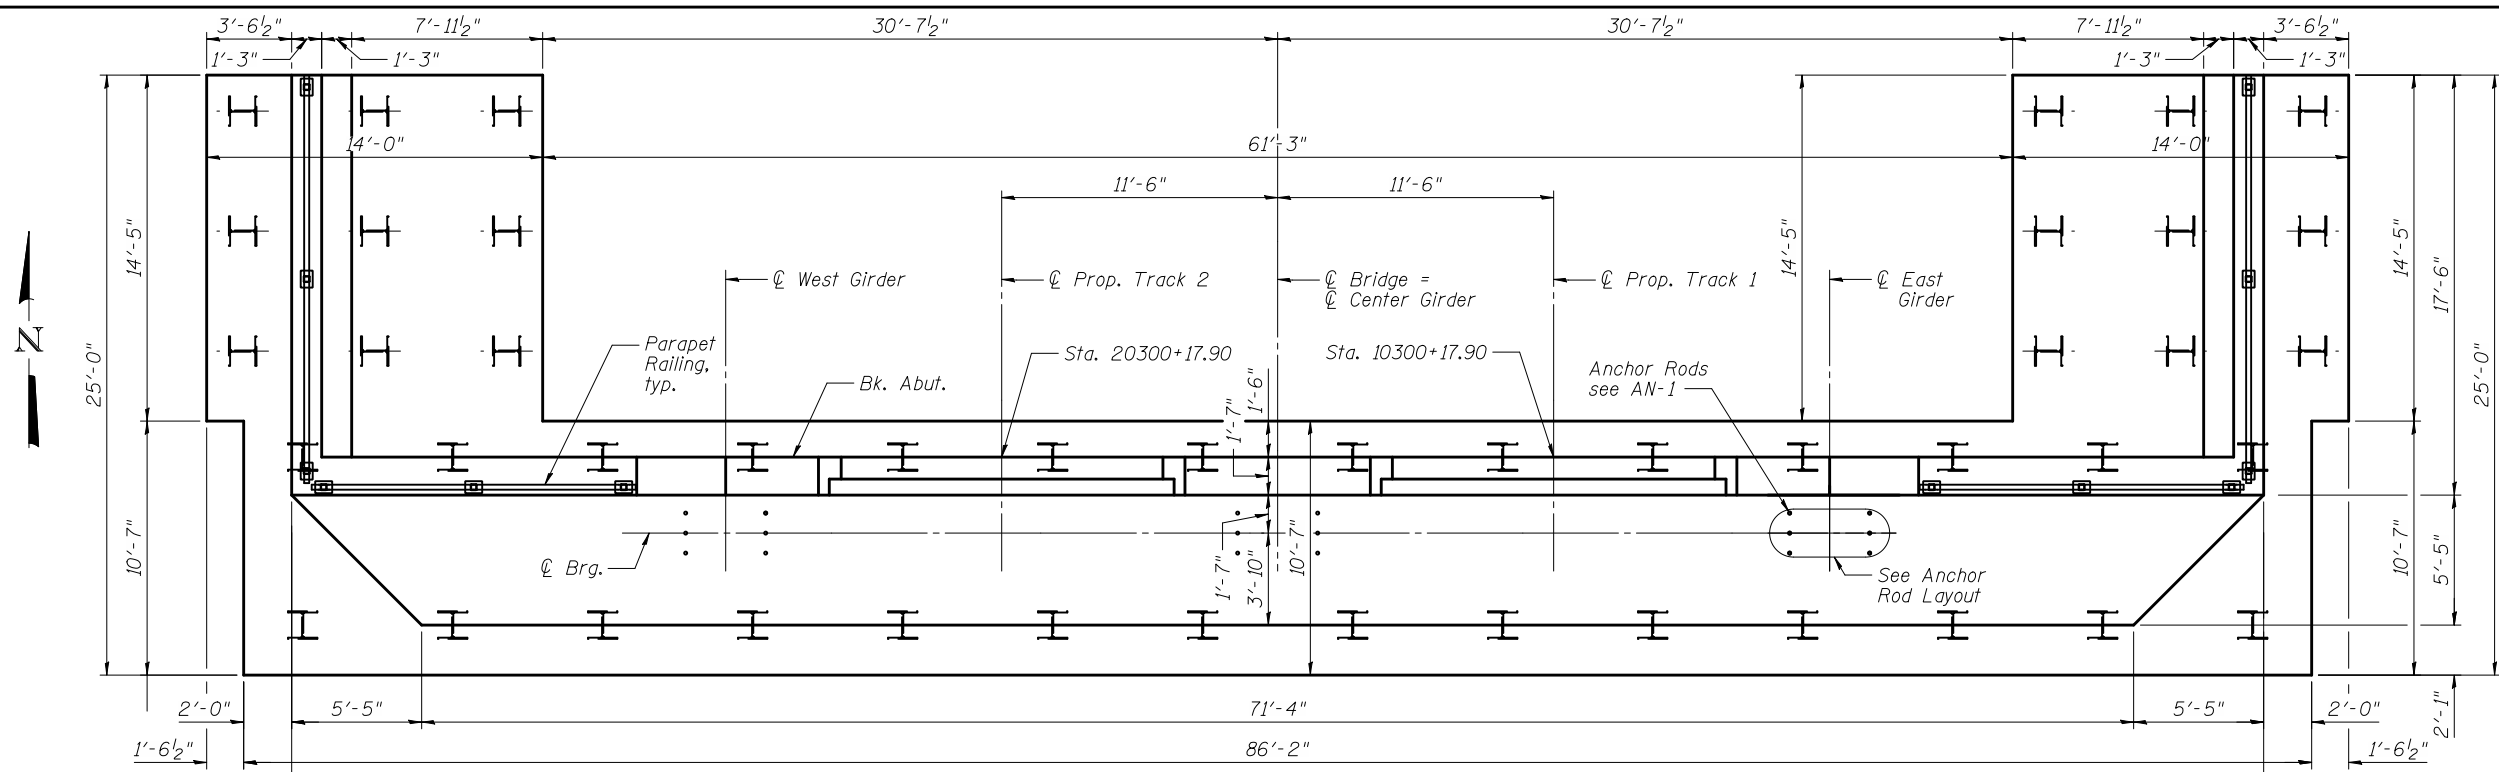 3'-6½"
7'-11½"
30'-7½"
30'-7½"
7'-11½"
3'-6½"
1'-3"
1'-3"
1'-3"
1'-3"
14'-0"
61'-3"
14'-0"
11'-6"
11'-6"
14'-5"
14'-5"
14'-5"
17'-6"
25'-0"
25'-0"
N
℄ West Girder
℄ Prop. Track 2
℄ Bridge =
℄ Center Girder
℄ Prop. Track 1
℄ East
Girder
Parapet
Railing,
typ.
Bk. Abut.
Sta. 20300+17.90
Sta. 10300+17.90
Anchor Rods
see AN-1
1'-6"
1'-7"
10'-7"
℄ Brg.
1'-7"
3'-10"
10'-7"
See Anchor
Rod Layout
10'-7"
5'-5"
2'-0"
5'-5"
71'-4"
5'-5"
2'-0"
2'-1"
1'-6½"
86'-2"
1'-6½"